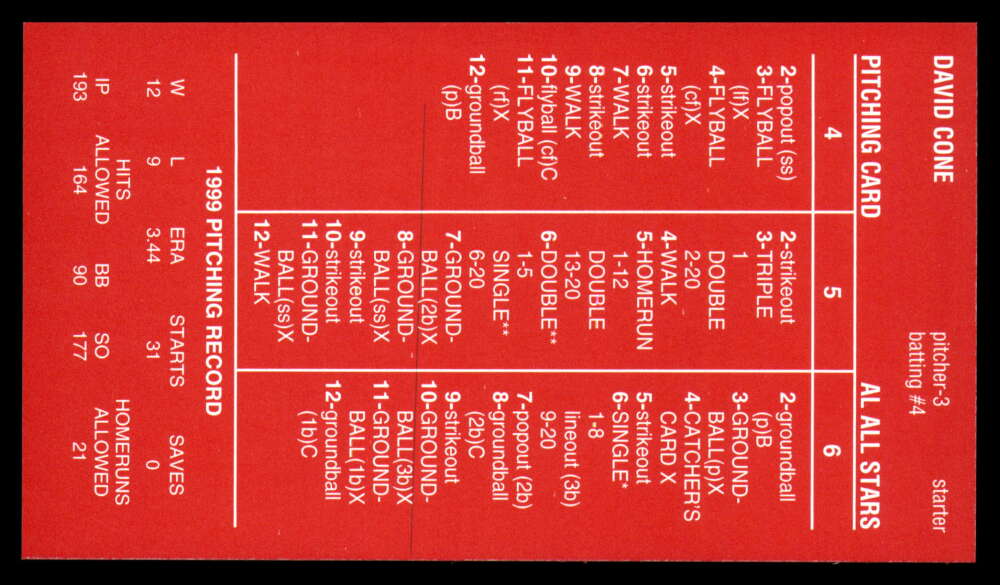 DAVID CONE
pitcher-3
batting #4
starter
PITCHING CARD
AL ALL STARS
4
2-popout (ss)
3-FLYBALL
(lf)X
4-FLYBALL
(cf)X
5-strikeout
6-strikeout
7-WALK
8-strikeout
9-WALK
10-flyball (cf)C
11-FLYBALL
(rf)X
12-groundball
(p)B
5
2-strikeout
3-TRIPLE
1
DOUBLE
2-20
4-WALK
5-HOMERUN
1-12
DOUBLE
13-20
6-DOUBLE**
1-5
SINGLE**
6-20
7-GROUND-
BALL(2b)X
8-GROUND-
BALL(ss)X
9-strikeout
10-strikeout
11-GROUND-
BALL(ss)X
12-WALK
6
2-groundball
(p)B
3-GROUND-
BALL(p)X
4-CATCHER'S
CARD X
5-strikeout
6-SINGLE*
1-8
lineout (3b)
9-20
7-popout (2b)
8-groundball
(2b)C
9-strikeout
10-GROUND-
BALL(3b)X
11-GROUND-
BALL(1b)X
12-groundball
(1b)C
1999 PITCHING RECORD
W L ERA STARTS SAVES
12 9 3.44 31 0
HITS HOMERUNS
IP ALLOWED BB SO ALLOWED
193 164 90 177 21